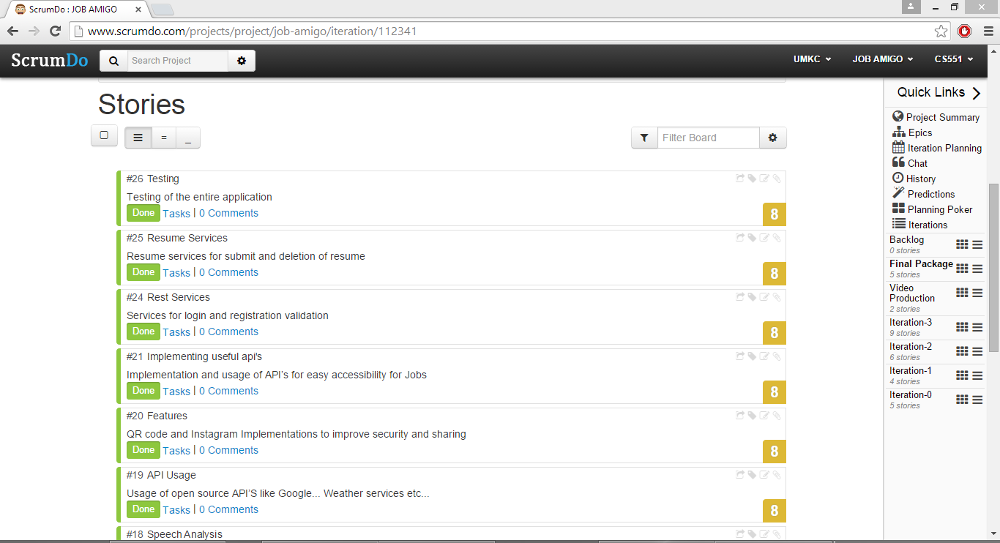 ScrumDo : JOB AMIGO
www.scrumdo.com/projects/project/job-amigo/iteration/112341
ScrumDo
Search Project
UMKC
JOB AMIGO
CS551
Stories
Filter Board
#26 Testing
Testing of the entire application
Done Tasks | 0 Comments
8
#25 Resume Services
Resume services for submit and deletion of resume
Done Tasks | 0 Comments
8
#24 Rest Services
Services for login and registration validation
Done Tasks | 0 Comments
8
#21 Implementing useful api's
Implementation and usage of API’s for easy accessibility for Jobs
Done Tasks | 0 Comments
8
#20 Features
QR code and Instagram Implementations to improve security and sharing
Done Tasks | 0 Comments
8
#19 API Usage
Usage of open source API’S like Google... Weather services etc...
Done Tasks | 0 Comments
8
#18 Speech Analysis
Quick Links
Project Summary
Epics
Iteration Planning
Chat
History
Predictions
Planning Poker
Iterations
Backlog
0 stories
Final Package
5 stories
Video
Production
2 stories
Iteration-3
9 stories
Iteration-2
6 stories
Iteration-1
4 stories
Iteration-0
5 stories